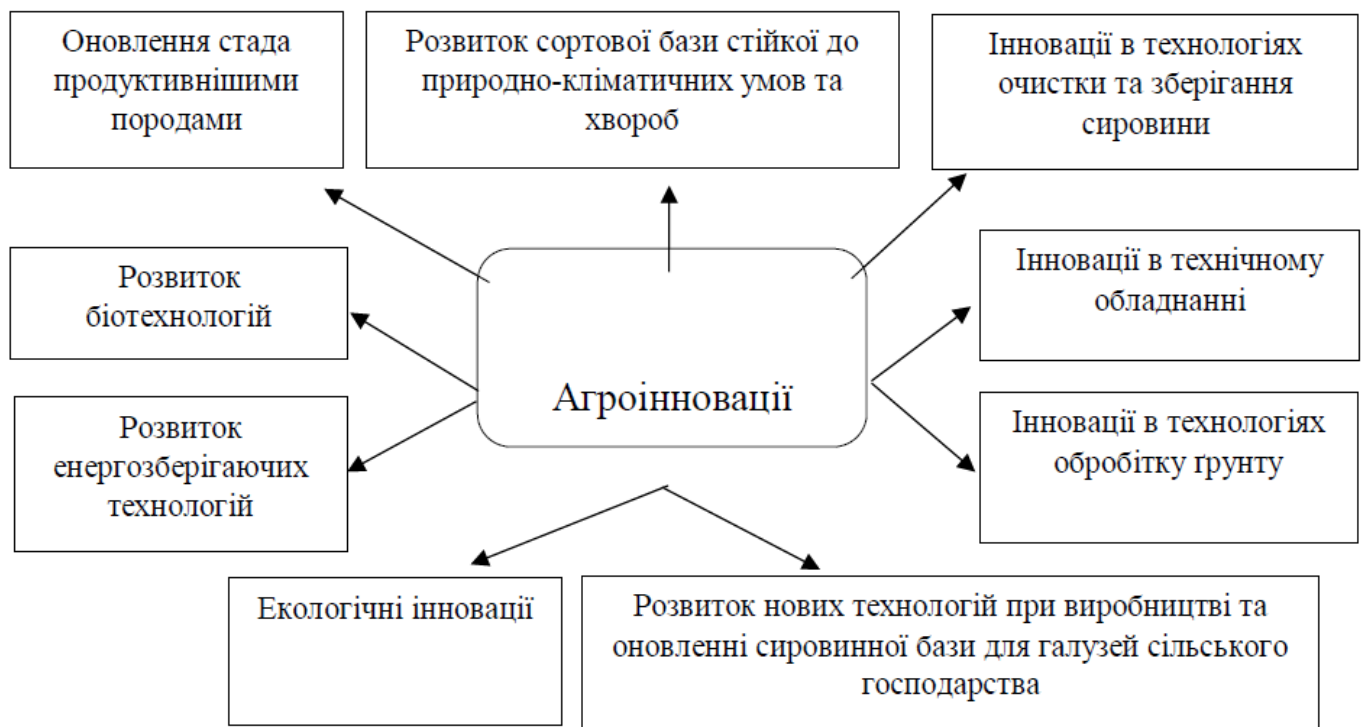 Оновлення стада
продуктивнішими
породами
Розвиток сортової бази стійкої до
природно-кліматичних умов та
хвороб
Інновації в технологіях
очистки та зберігання
сировини
Розвиток
біотехнологій
Інновації в технічному
обладнанні
Агроінновації
Розвиток
енергозберігаючих
технологій
Інновації в технологіях
обробітку ґрунту
Екологічні інновації
Розвиток нових технологій при виробництві та
оновленні сировинної бази для галузей сільського
господарства